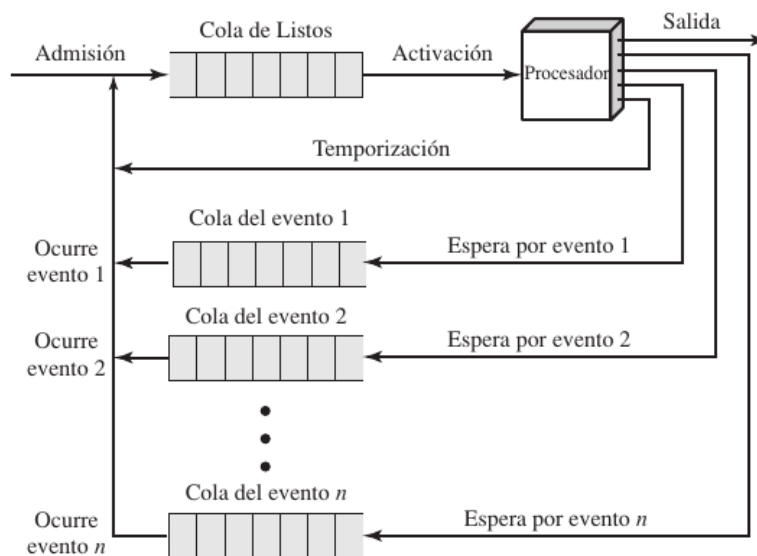 Cola de Listos
Salida
Admisión
Activación
Procesador
Temporización
Cola del evento 1
Ocurre
evento 1
Espera por evento 1
Cola del evento 2
Ocurre
evento 2
Espera por evento 2
Cola del evento n
Ocurre
evento n
Espera por evento n